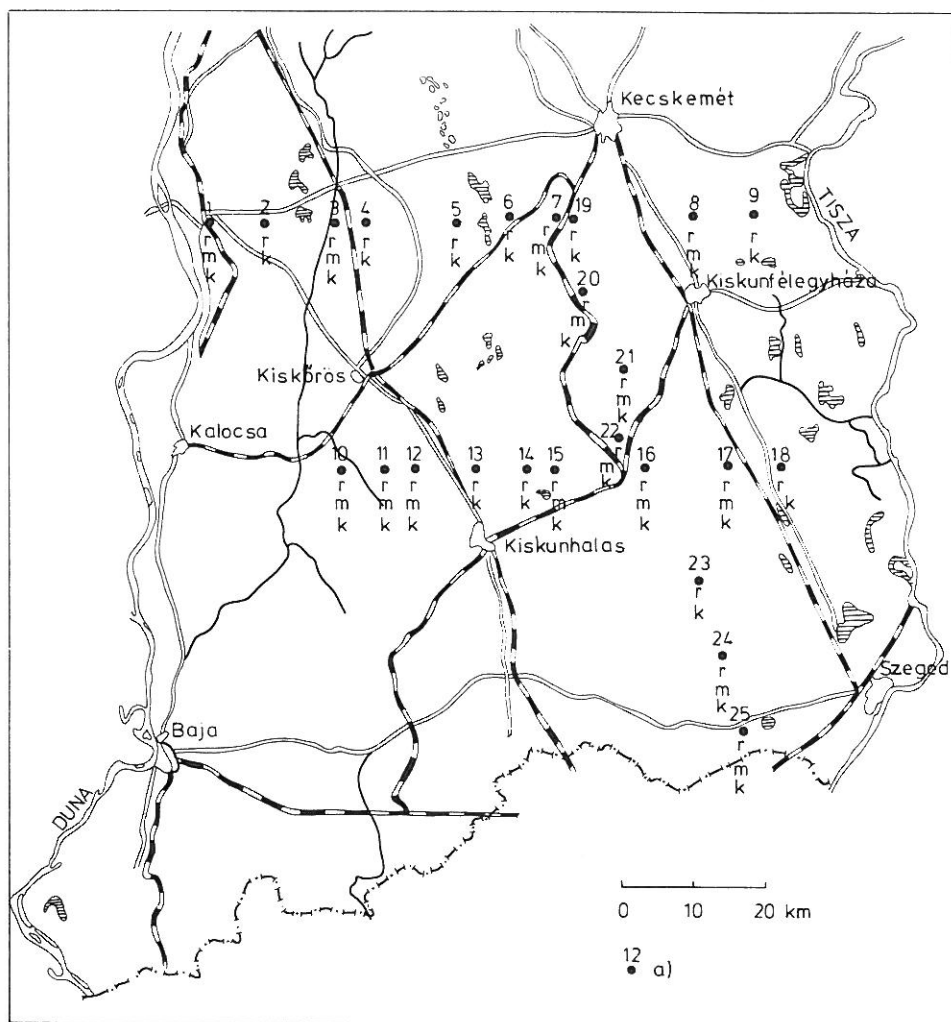 Kecskemét
TISZA
1
r
m
k
2
r
k
3
r
k
4
r
k
5
r
k
6
r
k
7
r
m
k
19
r
k
8
r
m
k
9
r
k
20
r
m
k
Kiskunfélegyháza
21
r
m
k
Kiskőrös
Kalocsa
22
r
m
k
10
r
m
k
11
r
m
k
12
r
m
k
13
r
k
14
r
k
15
r
m
k
16
r
m
k
17
r
m
k
18
r
k
Kiskunhalas
23
r
k
24
r
m
k
Szeged
25
r
m
k
Baja
DUNA
0 10 20 km
12 a)